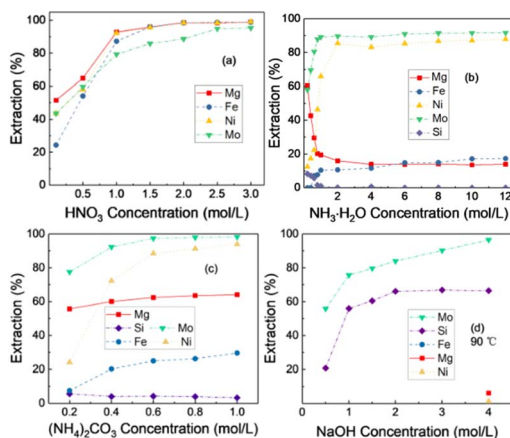 Extraction (%)
100
80
60
40
20
0
(a)
Mg
Fe
Ni
Mo
0.5 1.0 1.5 2.0 2.5 3.0
HNO3 Concentration (mol/L)
Extraction (%)
100
80
60
40
20
0
(b)
Mg
Fe
Ni
Mo
Si
0 2 4 6 8 10 12
NH3·H2O Concentration (mol/L)
Extraction (%)
100
80
60
40
20
0
(c)
Mg
Si Mo
Fe Ni
0.2 0.4 0.6 0.8 1.0
(NH4)2CO3 Concentration (mol/L)
Extraction (%)
100
80
60
40
20
0
Mo
Si
Fe
Mg
Ni
(d)
90 ℃
0 1 2 3 4
NaOH Concentration (mol/L)